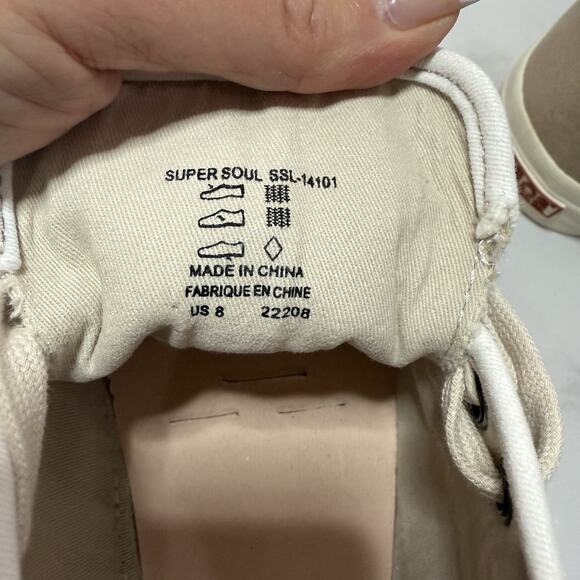 SUPER SOUL SSL-14101
MADE IN CHINA
FABRIQUE EN CHINE
US 8 22208